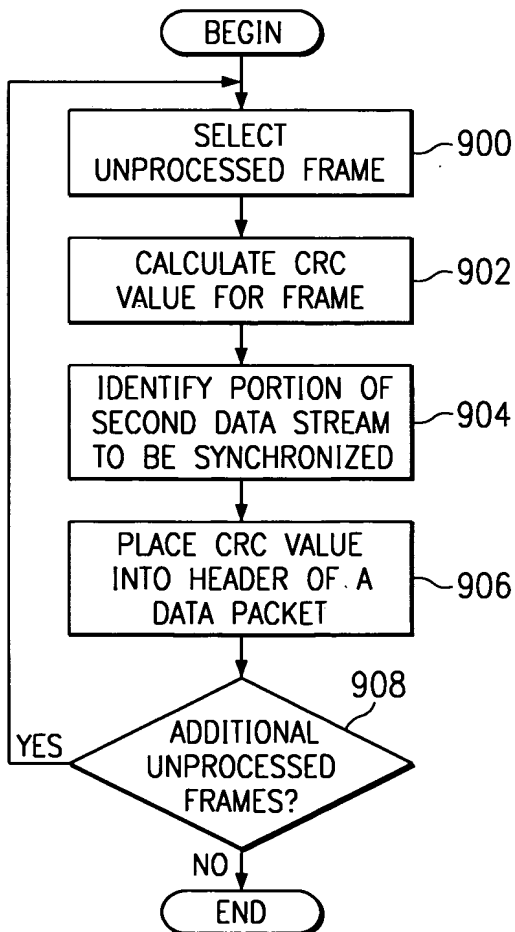 BEGIN
SELECT
UNPROCESSED FRAME
900
CALCULATE CRC
VALUE FOR FRAME
902
IDENTIFY PORTION OF
SECOND DATA STREAM
TO BE SYNCHRONIZED
904
PLACE CRC VALUE
INTO HEADER OF A
DATA PACKET
906
908
ADDITIONAL
UNPROCESSED
FRAMES?
YES
NO
END